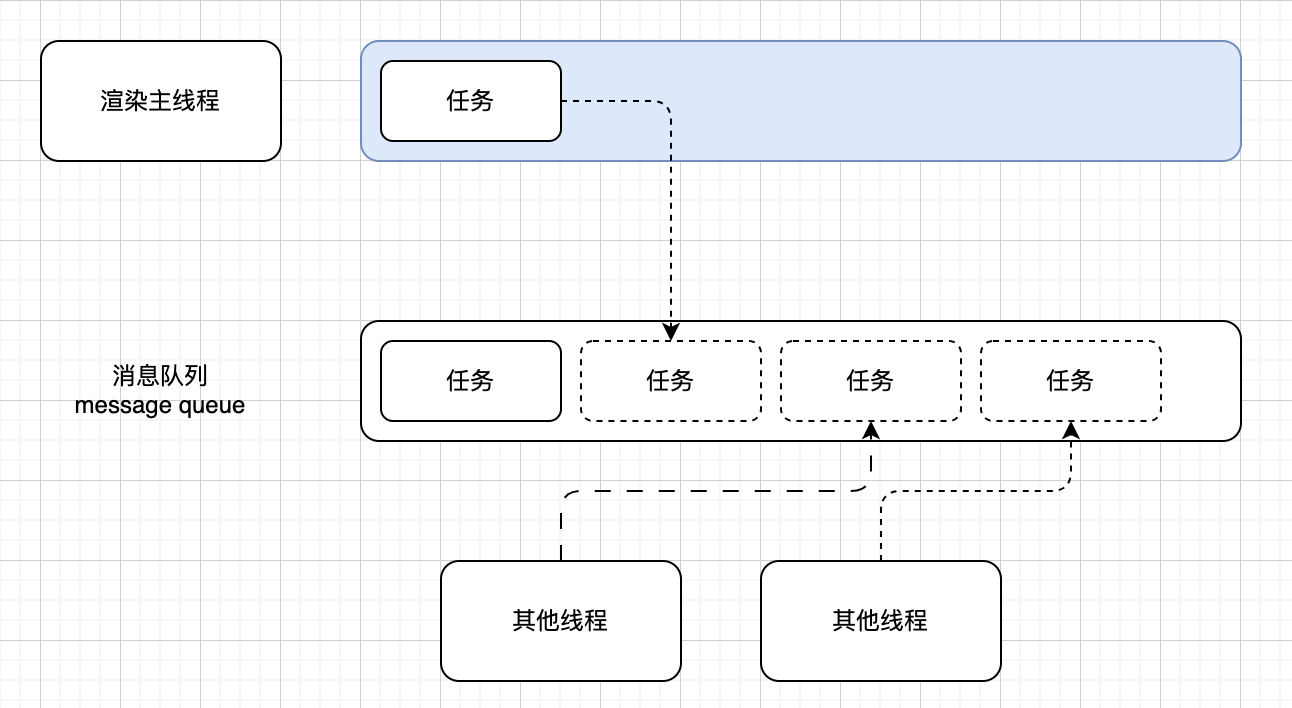 渲染主线程
任务
消息队列
message queue
任务
任务
任务
任务
其他线程
其他线程